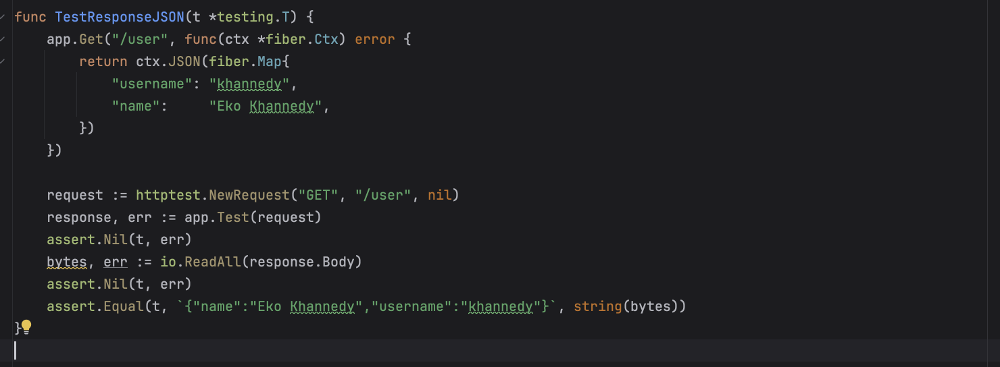 func TestResponseJSON(t *testing.T) {
    app.Get("/user", func(ctx *fiber.Ctx) error {
        return ctx.JSON(fiber.Map{
            "username": "khannedy",
            "name":     "Eko Khannedy",
        })
    })

    request := httptest.NewRequest("GET", "/user", nil)
    response, err := app.Test(request)
    assert.Nil(t, err)
    bytes, err := io.ReadAll(response.Body)
    assert.Nil(t, err)
    assert.Equal(t, `{"name":"Eko Khannedy","username":"khannedy"}`, string(bytes))
}